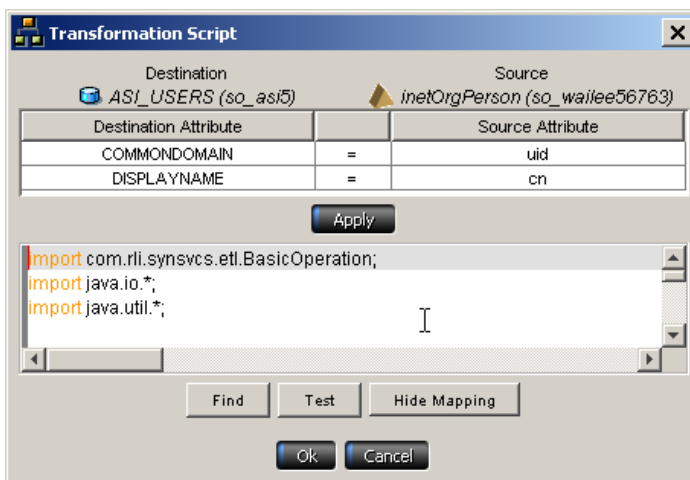 Transformation Script
Destination Source
ASI_USERS (so_asi5) inetOrgPerson (so_wailee56763)
Destination Attribute Source Attribute
COMMONDOMAIN = uid
DISPLAYNAME = cn
Apply
import com.rli.synsvcs.etl.BasicOperation;
import java.io.*;
import java.util.*;
Find Test Hide Mapping
Ok Cancel